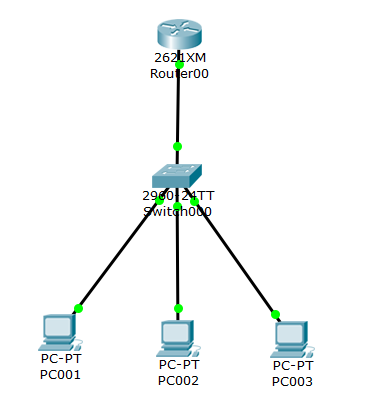 2621XM
Router00
2960-24TT
Switch000
PC-PT
PC001
PC-PT
PC002
PC-PT
PC003